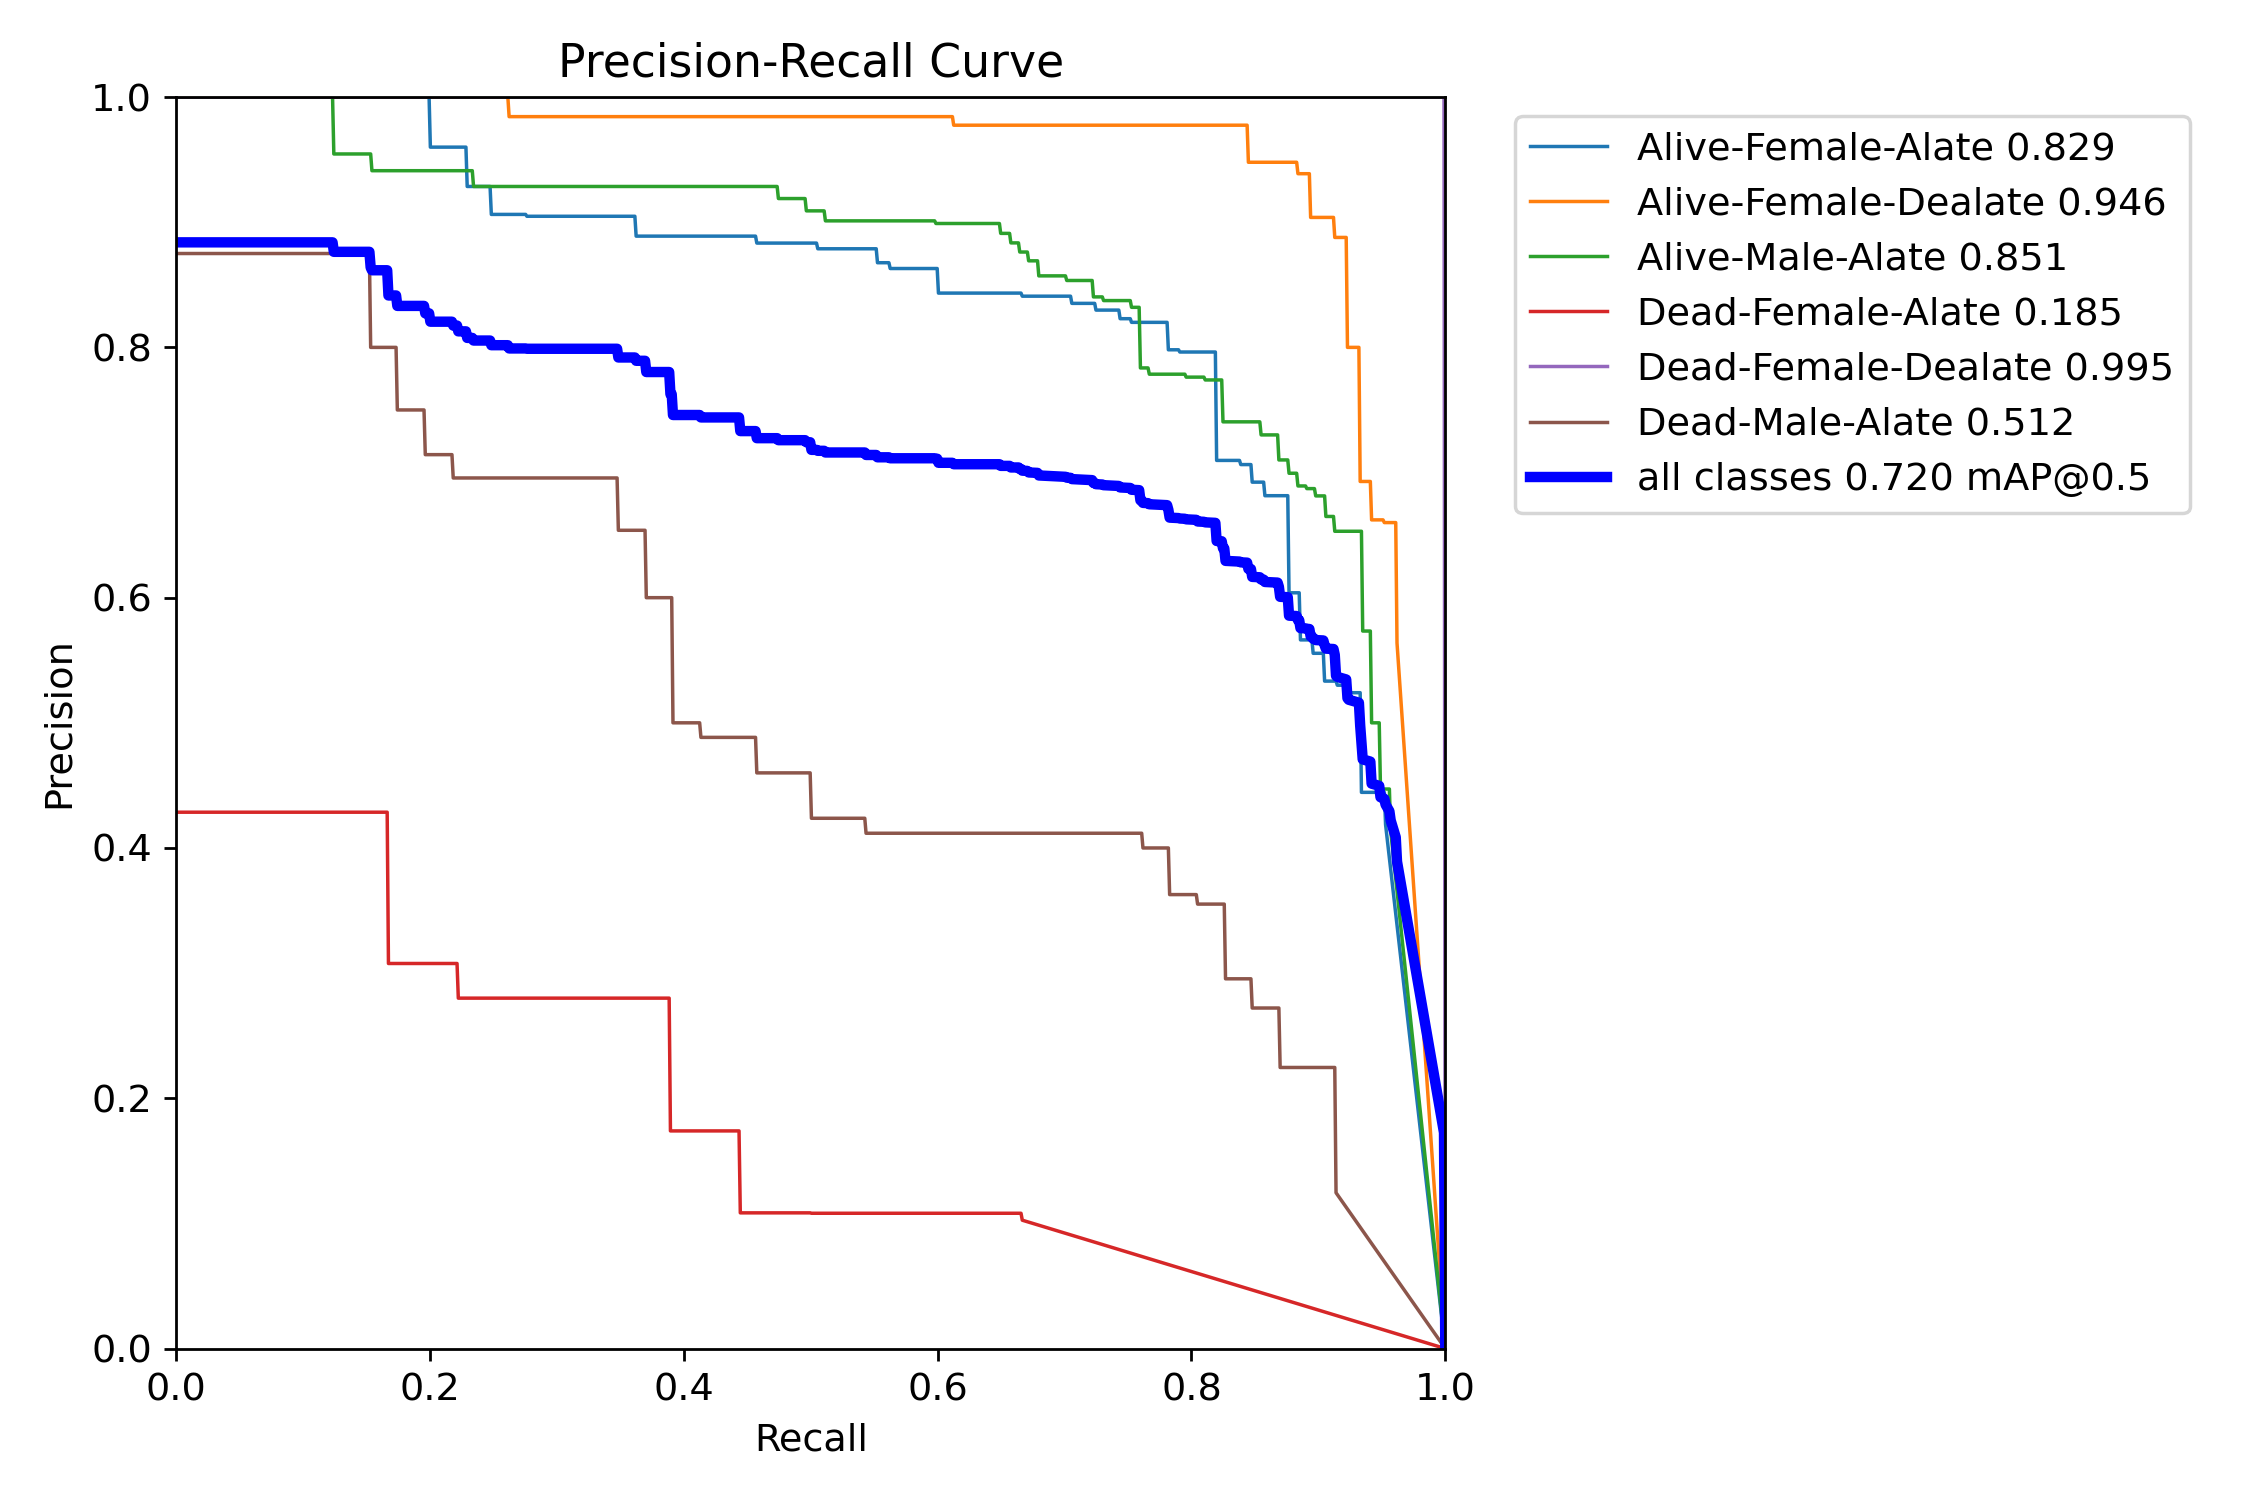 Precision-Recall Curve
1.0
0.8
0.6
0.4
0.2
0.0
Precision
0.0 0.2 0.4 0.6 0.8 1.0
Recall
Alive-Female-Alate 0.829
Alive-Female-Dealate 0.946
Alive-Male-Alate 0.851
Dead-Female-Alate 0.185
Dead-Female-Dealate 0.995
Dead-Male-Alate 0.512
all classes 0.720 mAP@0.5